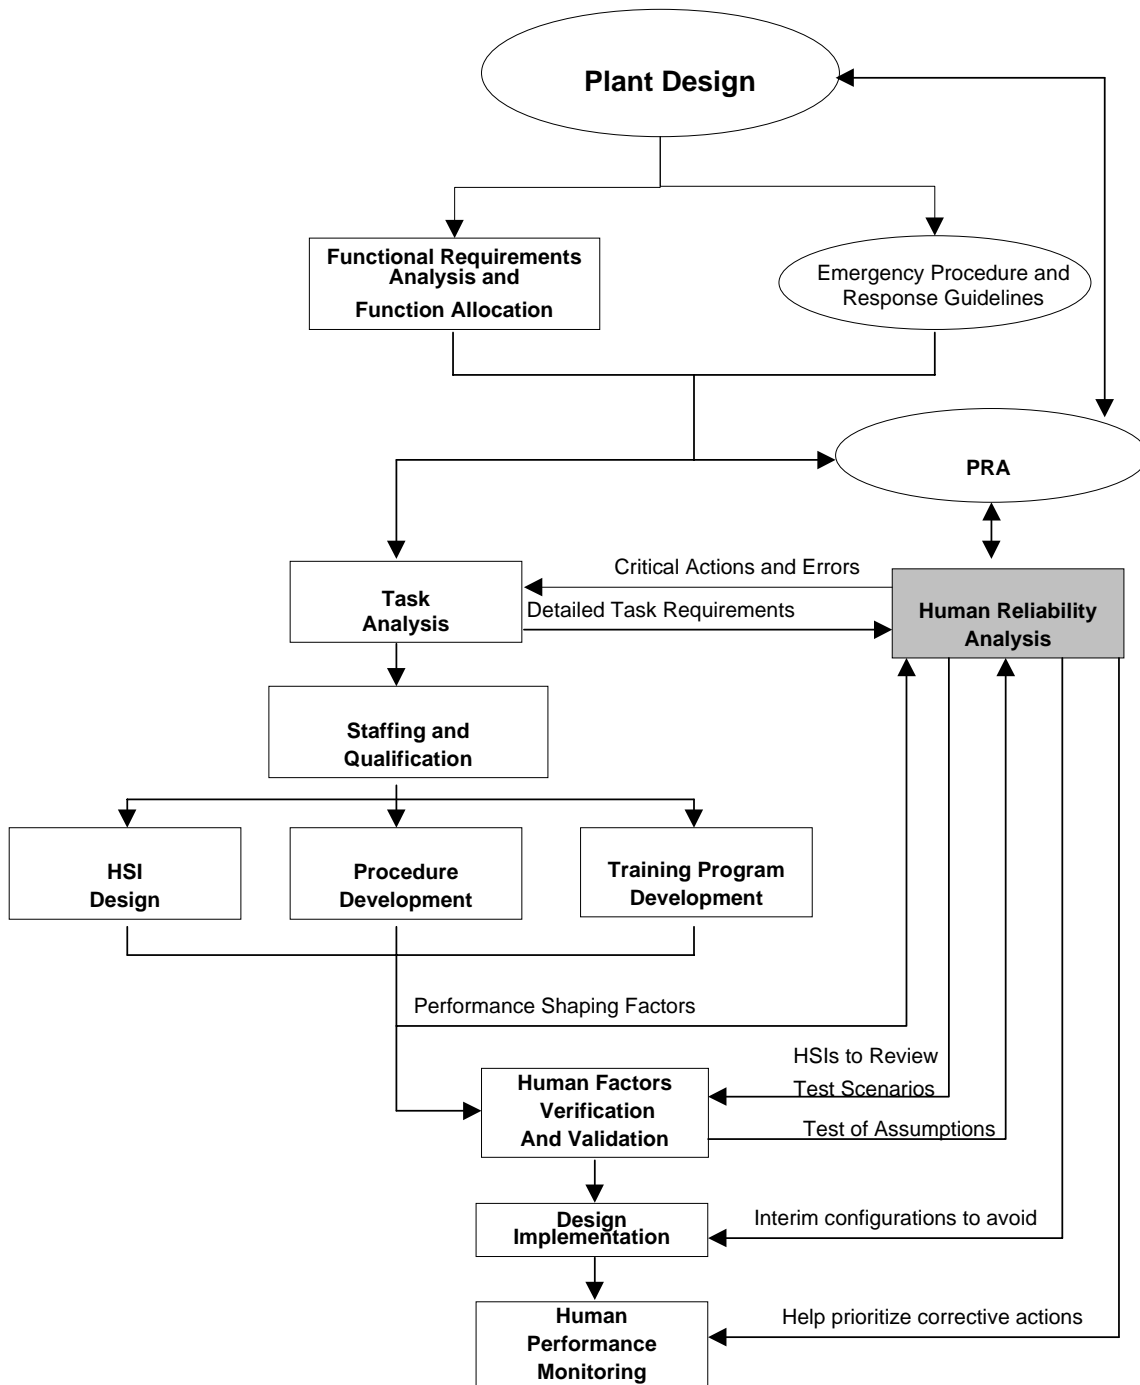 Plant Design
Functional Requirements
Analysis and
Function Allocation
Emergency Procedure and
Response Guidelines
PRA
Critical Actions and Errors
Task
Analysis
Detailed Task Requirements
Human Reliability
Analysis
Staffing and
Qualification
HSI
Design
Procedure
Development
Training Program
Development
Performance Shaping Factors
HSIs to Review
Test Scenarios
Human Factors
Verification
And Validation
Test of Assumptions
Design
Implementation
Interim configurations to avoid
Human
Performance
Monitoring
Help prioritize corrective actions